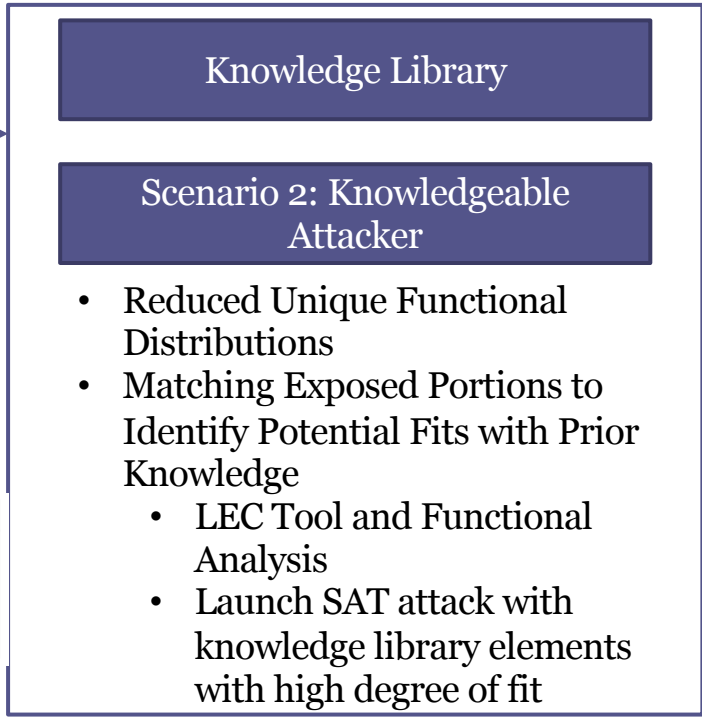 Knowledge Library
Scenario 2: Knowledgeable
Attacker
• Reduced Unique Functional
Distributions
• Matching Exposed Portions to
Identify Potential Fits with Prior
Knowledge
• LEC Tool and Functional
Analysis
• Launch SAT attack with
knowledge library elements
with high degree of fit